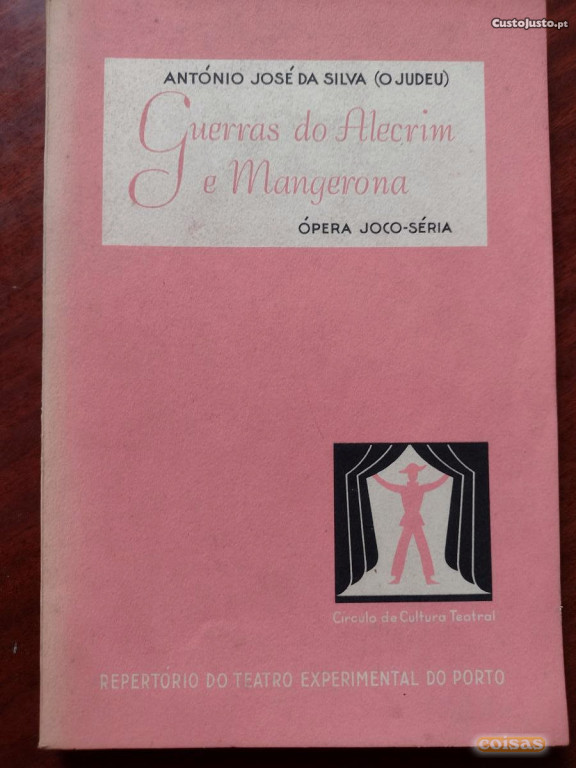 CustoJusto.pt
ANTÓNIO JOSÉ DA SILVA (O JUDEU)
Guerras do Alecrim
e Mangerona
ÓPERA JOCO-SÉRIA
Círculo de Cultura Teatral
REPERTÓRIO DO TEATRO EXPERIMENTAL DO PORTO
coisas